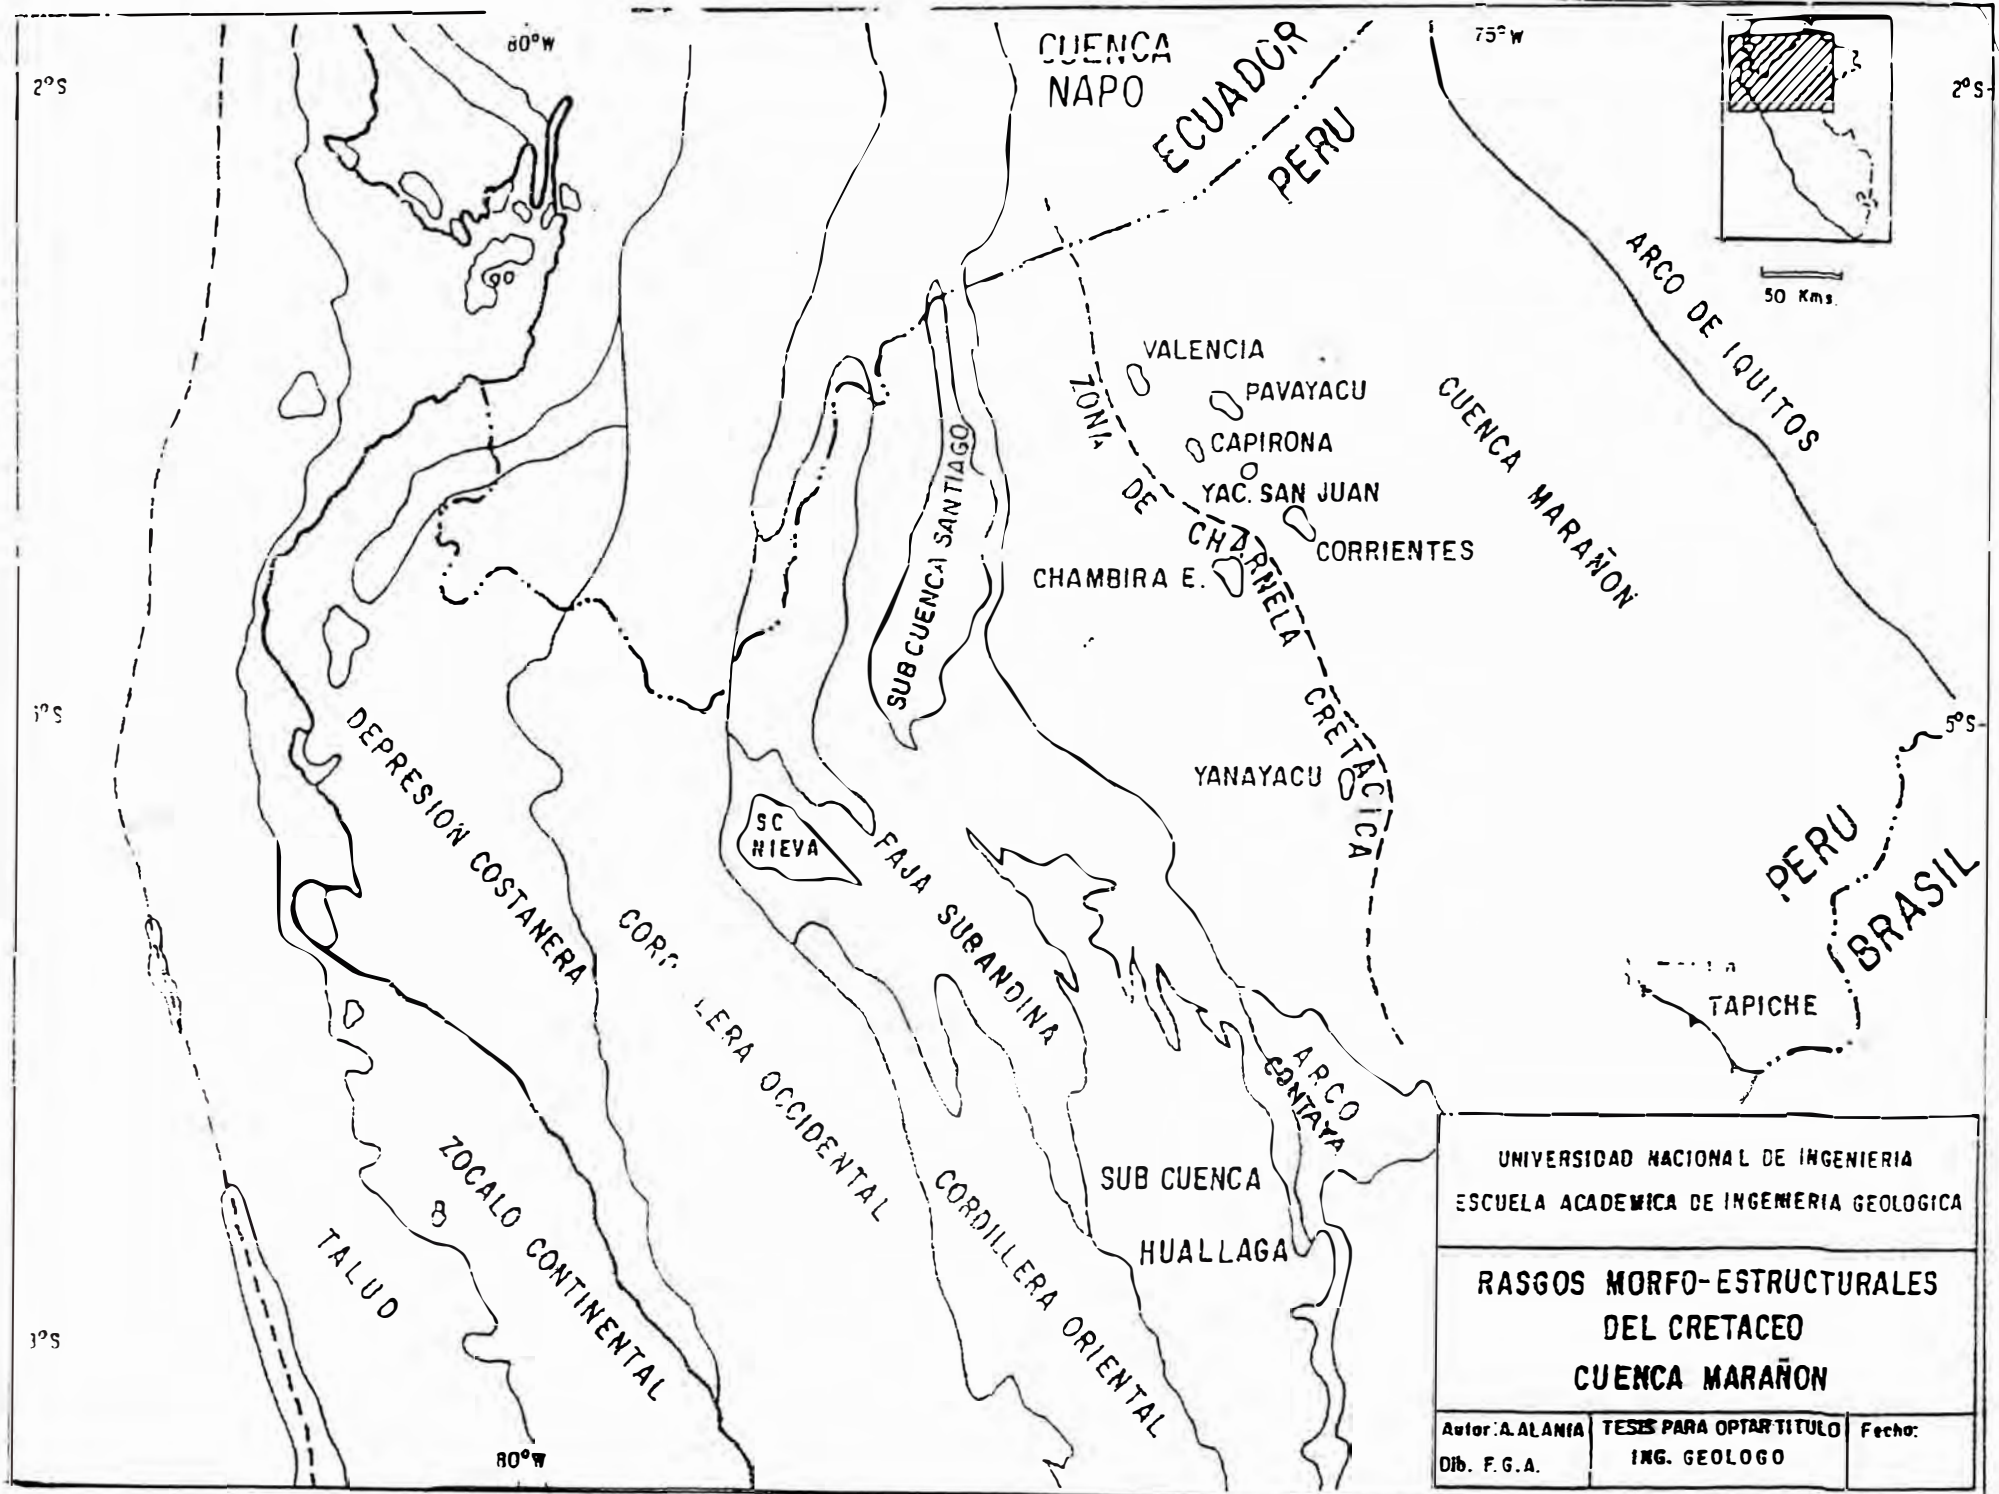 80°W
75°W
2°S
2°S
CUENCA
NAPO
ECUADOR
PERU
50 Kms.
ARCO DE IQUITOS
VALENCIA
PAVAYACU
CAPIRONA
YAC. SAN JUAN
CORRIENTES
CHAMBIRA E.
YANAYACU
ZONA DE CHARNELA CRETACICA
CUENCA MARAÑON
SUB CUENCA SANTIAGO
5°S
DEPRESION COSTANERA
SC
NIEVA
FAJA SUBANDINA
PERU
BRASIL
TAPICHE
OCCIDENTAL
CORDILLERA ORIENTAL
ARCO
CONTAYA
SUB CUENCA
HUALLAGA
ZOCALO CONTINENTAL
TALUD
80°W
UNIVERSIDAD NACIONAL DE INGENIERIA
ESCUELA ACADEMICA DE INGENIERIA GEOLOGICA
RASGOS MORFO-ESTRUCTURALES
DEL CRETACEO
CUENCA MARAÑON
Autor: A. ALANIA
Dib. F.G.A.
TESIS PARA OPTAR TITULO
ING. GEOLOGO
Fecha: